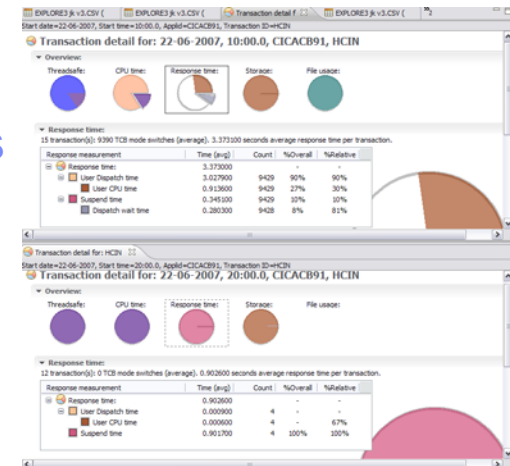 EXPLORE3 jk v3.CSV (
EXPLORE3 jk v3.CSV (
Transaction detail f
EXPLORE3 jk v3.CSV (
Start date=22-06-2007, Start time=10:00.0, Applid=CICACB91, Transaction ID=HCIN
Transaction detail for: 22-06-2007, 10:00.0, CICACB91, HCIN
Overview:
Threadsafe: CPU time: Response time: Storage: File usage:
Response time:
15 transaction(s): 9390 TCB mode switches (average). 3.373100 seconds average response time per transaction.
Response measurement Time (avg) Count %Overall %Relative
Response time: 3.373000 - -
User Dispatch time 3.027900 9429 90% 90%
User CPU time 0.913600 9429 27% 30%
Suspend time 0.345100 9429 10% 10%
Dispatch wait time 0.280300 9428 8% 81%
Transaction detail for: HCIN
Start date=22-06-2007, Start time=20:00.0, Applid=CICACB91, Transaction ID=HCIN
Transaction detail for: 22-06-2007, 20:00.0, CICACB91, HCIN
Overview:
Threadsafe: CPU time: Response time: Storage: File usage:
Response time:
12 transaction(s): 0 TCB mode switches (average). 0.902600 seconds average response time per transaction.
Response measurement Time (avg) Count %Overall %Relative
Response time: 0.902600 - -
User Dispatch time 0.000900 4 - -
User CPU time 0.000600 4 - 67%
Suspend time 0.901700 4 100% 100%